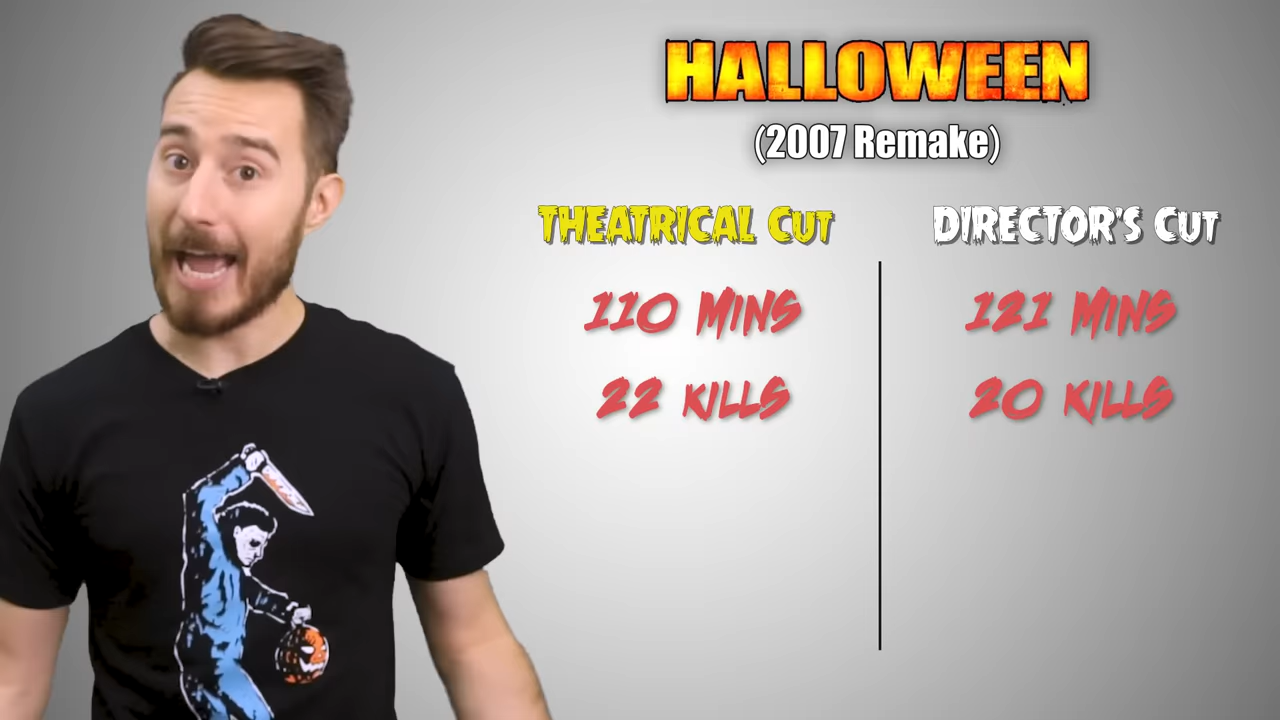 HALLOWEEN
(2007 Remake)
THEATRICAL CUT
DIRECTOR'S CUT
110 MINS
121 MINS
22 KILLS
20 KILLS